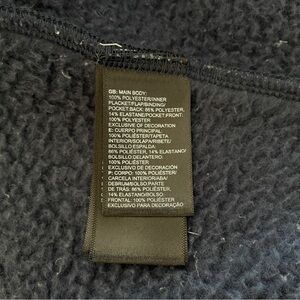 GB: MAIN BODY:
100% POLYESTER/INNER
PLACKET/FLAP/BINDING/
POCKET:BACK: 86% POLYESTER,
14% ELASTANE/POCKET:FRONT:
100% POLYESTER
EXCLUSIVE OF DECORATION
E: CUERPO PRINCIPAL:
100% POLIÉSTER/TAPETA
INTERIOR/SOLAPA/RIBETE/
BOLSILLO:ESPALDA:
86% POLIÉSTER, 14% ELASTANO/
BOLSILLO:DELANTERO:
100% POLIÉSTER
EXCLUSIVO DE DECORACIÓN
P: CORPO: 100% POLIÉSTER/
CARCELA INTERIOR/ABA/
DEBRUM/BOLSO:PARTE
DE TRÁS: 86% POLIÉSTER,
14% ELASTANO/BOLSO:
FRONTAL: 100% POLIÉSTER
EXCLUSIVO PARA DECORAÇÃO